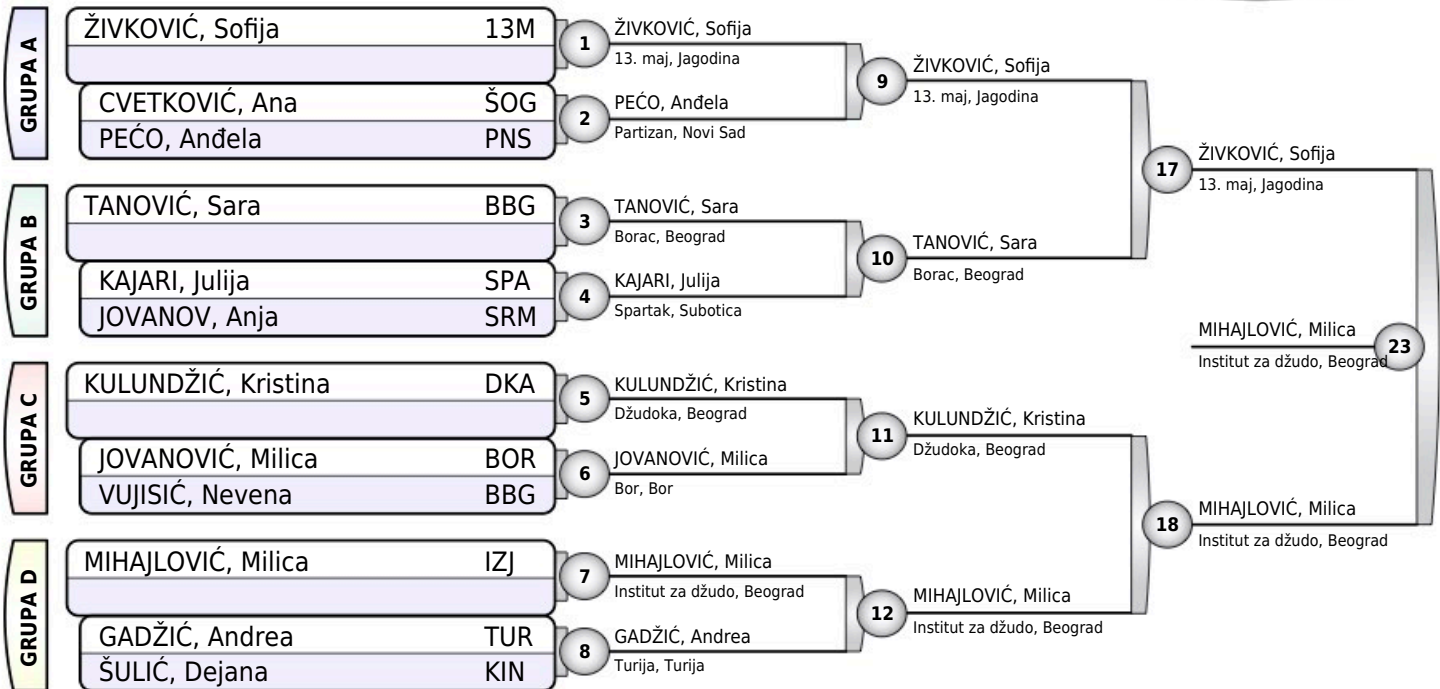 GRUPA A
ŽIVKOVIĆ, Sofija 13M
CVETKOVIĆ, Ana ŠOG
PEĆO, Anđela PNS
GRUPA B
TANOVIĆ, Sara BBG
KAJARI, Julija SPA
JOVANOV, Anja SRM
GRUPA C
KULUNDŽIĆ, Kristina DKA
JOVANOVIĆ, Milica BOR
VUJISIĆ, Nevena BBG
GRUPA D
MIHAJLOVIĆ, Milica IZJ
GADŽIĆ, Andrea TUR
ŠULIĆ, Dejana KIN
1
ŽIVKOVIĆ, Sofija
13. maj, Jagodina
2
PEĆO, Anđela
Partizan, Novi Sad
3
TANOVIĆ, Sara
Borac, Beograd
4
KAJARI, Julija
Spartak, Subotica
5
KULUNDŽIĆ, Kristina
Džudoka, Beograd
6
JOVANOVIĆ, Milica
Bor, Bor
7
MIHAJLOVIĆ, Milica
Institut za džudo, Beograd
8
GADŽIĆ, Andrea
Turija, Turija
9
ŽIVKOVIĆ, Sofija
13. maj, Jagodina
10
TANOVIĆ, Sara
Borac, Beograd
11
KULUNDŽIĆ, Kristina
Džudoka, Beograd
12
MIHAJLOVIĆ, Milica
Institut za džudo, Beograd
17
ŽIVKOVIĆ, Sofija
13. maj, Jagodina
18
MIHAJLOVIĆ, Milica
Institut za džudo, Beograd
23
MIHAJLOVIĆ, Milica
Institut za džudo, Beograd